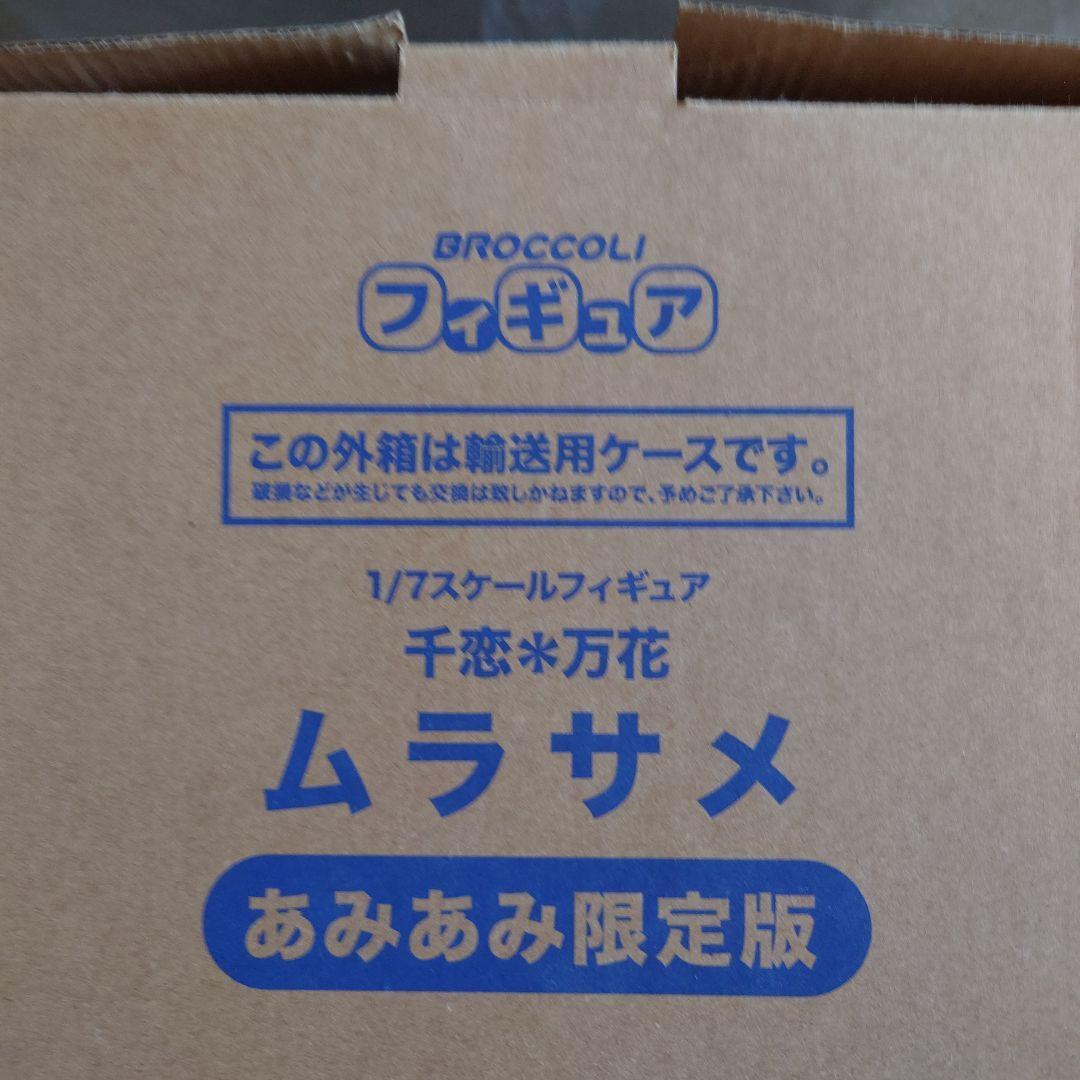 BROCCOLI
フィギュア
この外箱は輸送用ケースです。
破損などが生じても交換は致しかねますので、予めご了承下さい。
1/7スケールフィギュア
千恋＊万花
ムラサメ
あみあみ限定版